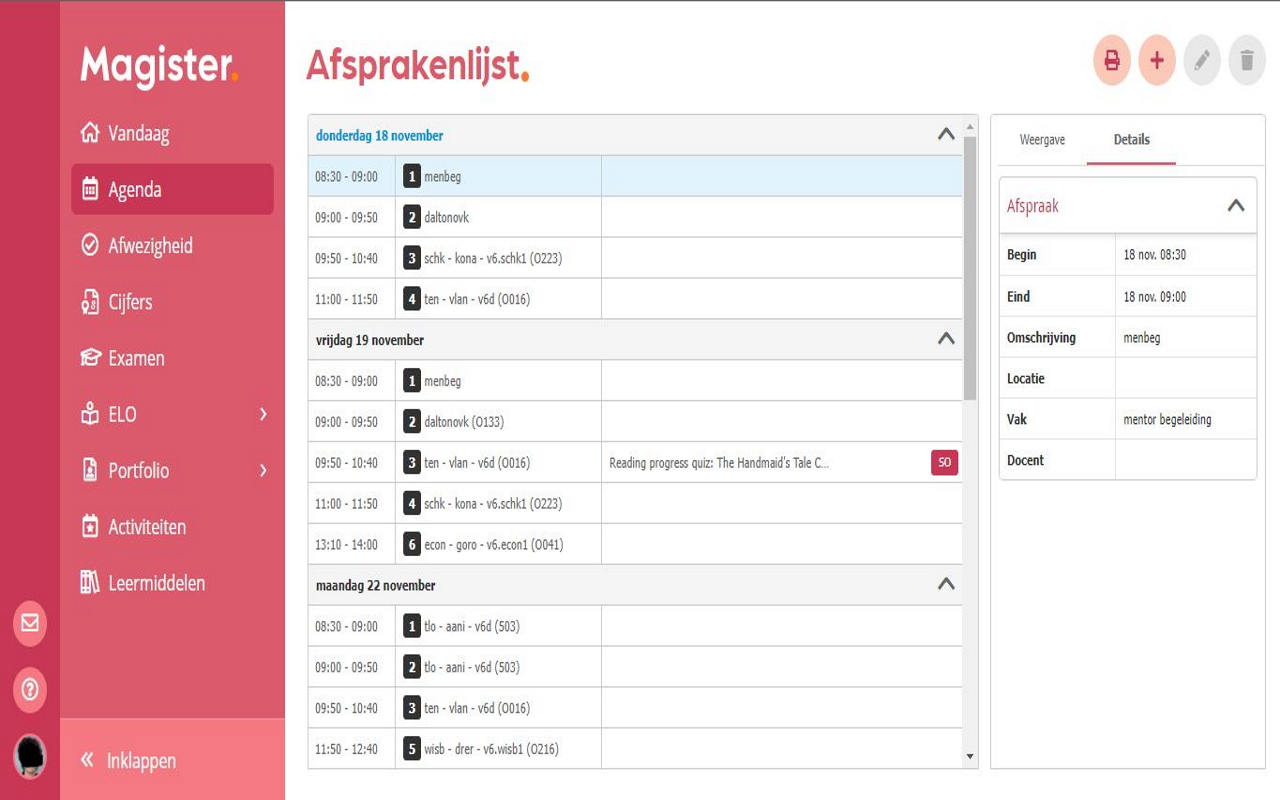 Magister.
Vandaag
Agenda
Afwezigheid
Cijfers
Examen
ELO
Portfolio
Activiteiten
Leermiddelen
Inklappen
Afsprakenlijst.
donderdag 18 november
08:30 - 09:00 1 menbeg
09:00 - 09:50 2 daltonovk
09:50 - 10:40 3 schk - kona - v6.schk1 (O223)
11:00 - 11:50 4 ten - vlan - v6d (O016)
vrijdag 19 november
08:30 - 09:00 1 menbeg
09:00 - 09:50 2 daltonovk (O133)
09:50 - 10:40 3 ten - vlan - v6d (O016) Reading progress quiz: The Handmaid's Tale C... SO
11:00 - 11:50 4 schk - kona - v6.schk1 (O223)
13:10 - 14:00 6 econ - goro - v6.econ1 (O041)
maandag 22 november
08:30 - 09:00 1 tlo - aani - v6d (503)
09:00 - 09:50 2 tlo - aani - v6d (503)
09:50 - 10:40 3 ten - vlan - v6d (O016)
11:50 - 12:40 5 wisb - drer - v6.wisb1 (O216)
Weergave Details
Afspraak
Begin 18 nov. 08:30
Eind 18 nov. 09:00
Omschrijving menbeg
Locatie
Vak mentor begeleiding
Docent